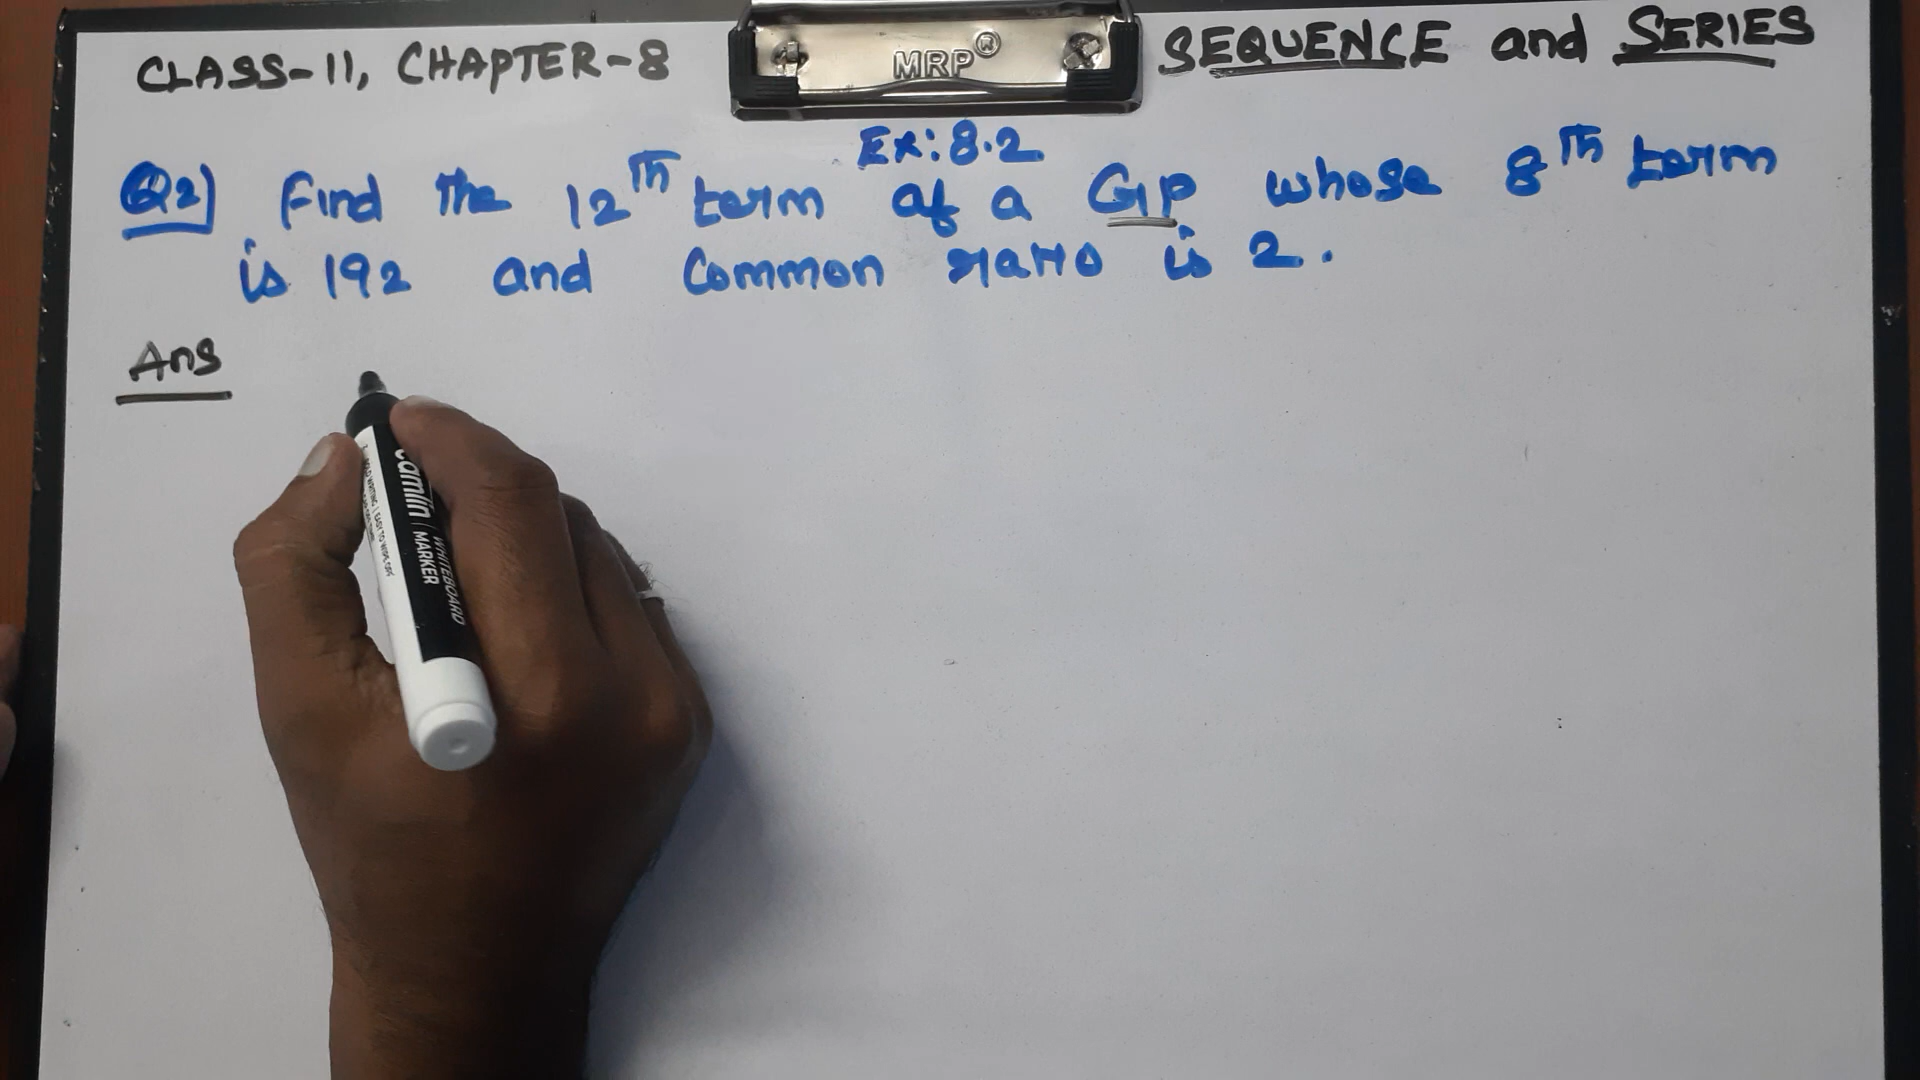 CLASS-11, CHAPTER-8
MRP®
SEQUENCE and SERIES
Ex: 8.2
Q2) Find the 12th term of a GP whose 8th term
is 192 and Common ratio is 2.
Ans
camlin WHITEBOARD
MARKER